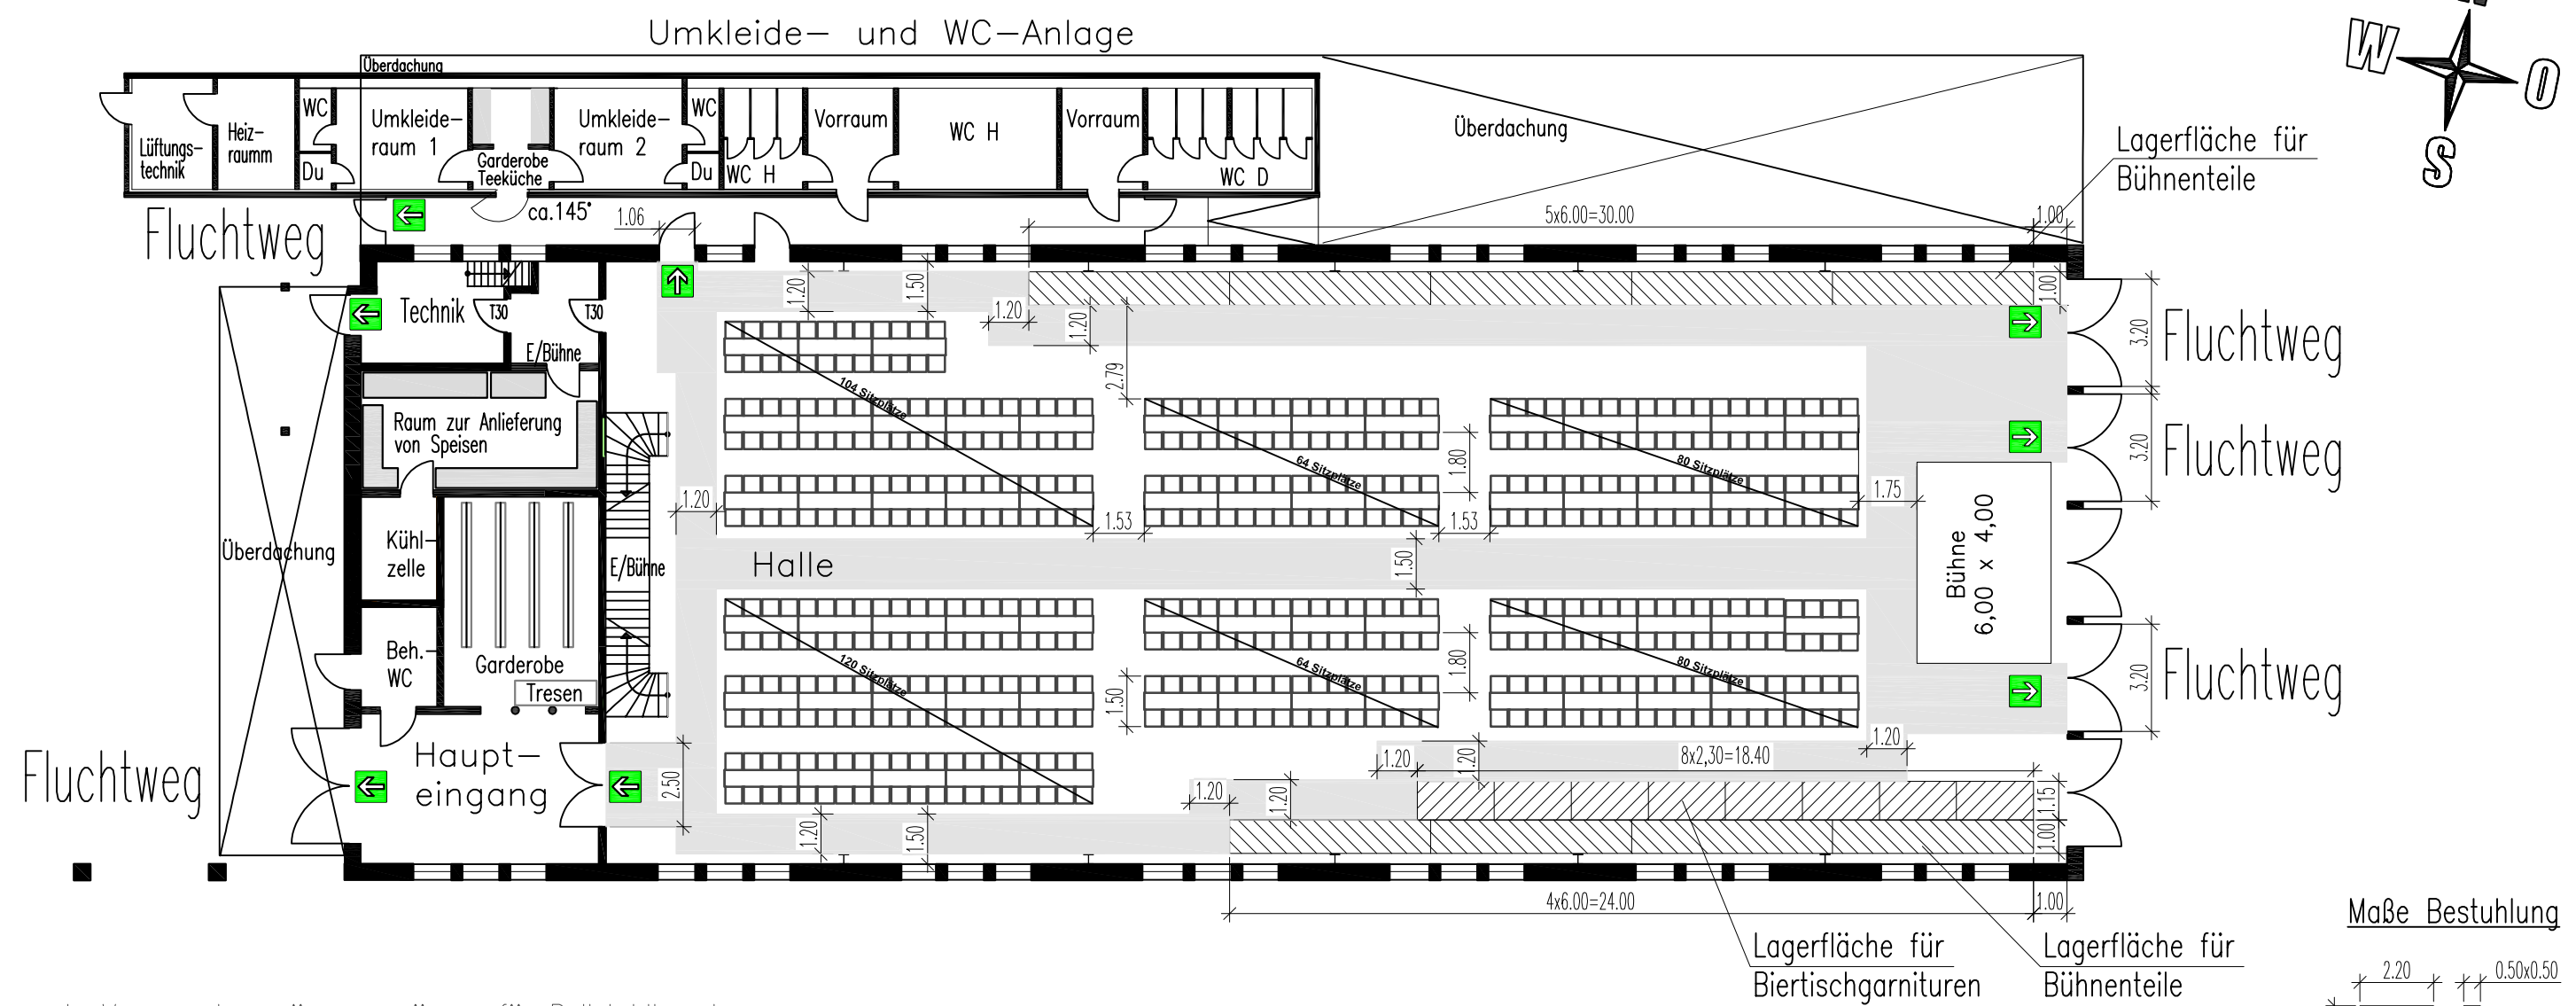 Umkleide- und WC-Anlage
Überdachung
W
O
S
Lüftungs-
technik
Heiz-
raumm
WC
Du
Umkleide-
raum 1
Garderobe
Teeküche
Umkleide-
raum 2
WC
Du
WC H
Vorraum
WC H
Vorraum
WC D
Überdachung
Lagerfläche für
Bühnenteile
Fluchtweg
ca.145°
1.06
5x6.00=30.00
1.00
Technik
T30
T30
E/Bühne
1.20
1.50
1.20
1.20
2.79
1.00
3.20
Fluchtweg
104 Sitzplätze
64 Sitzplätze
80 Sitzplätze
1.80
3.20
Fluchtweg
Raum zur Anlieferung
von Speisen
1.20
1.53
1.53
1.75
Überdachung
Kühl-
zelle
E/Bühne
Halle
1.50
Bühne
6,00 x 4,00
Beh.-
WC
Garderobe
Tresen
120 Sitzplätze
64 Sitzplätze
80 Sitzplätze
1.50
1.80
3.20
Fluchtweg
Fluchtweg
Haupt-
eingang
2.50
1.20
1.20
8x2,30=18.40
1.20
1.20
1.20
1.15
1.20
1.50
1.00
4x6.00=24.00
1.00
Maße Bestuhlung
Lagerfläche für
Biertischgarnituren
Lagerfläche für
Bühnenteile
2.20
0.50x0.50